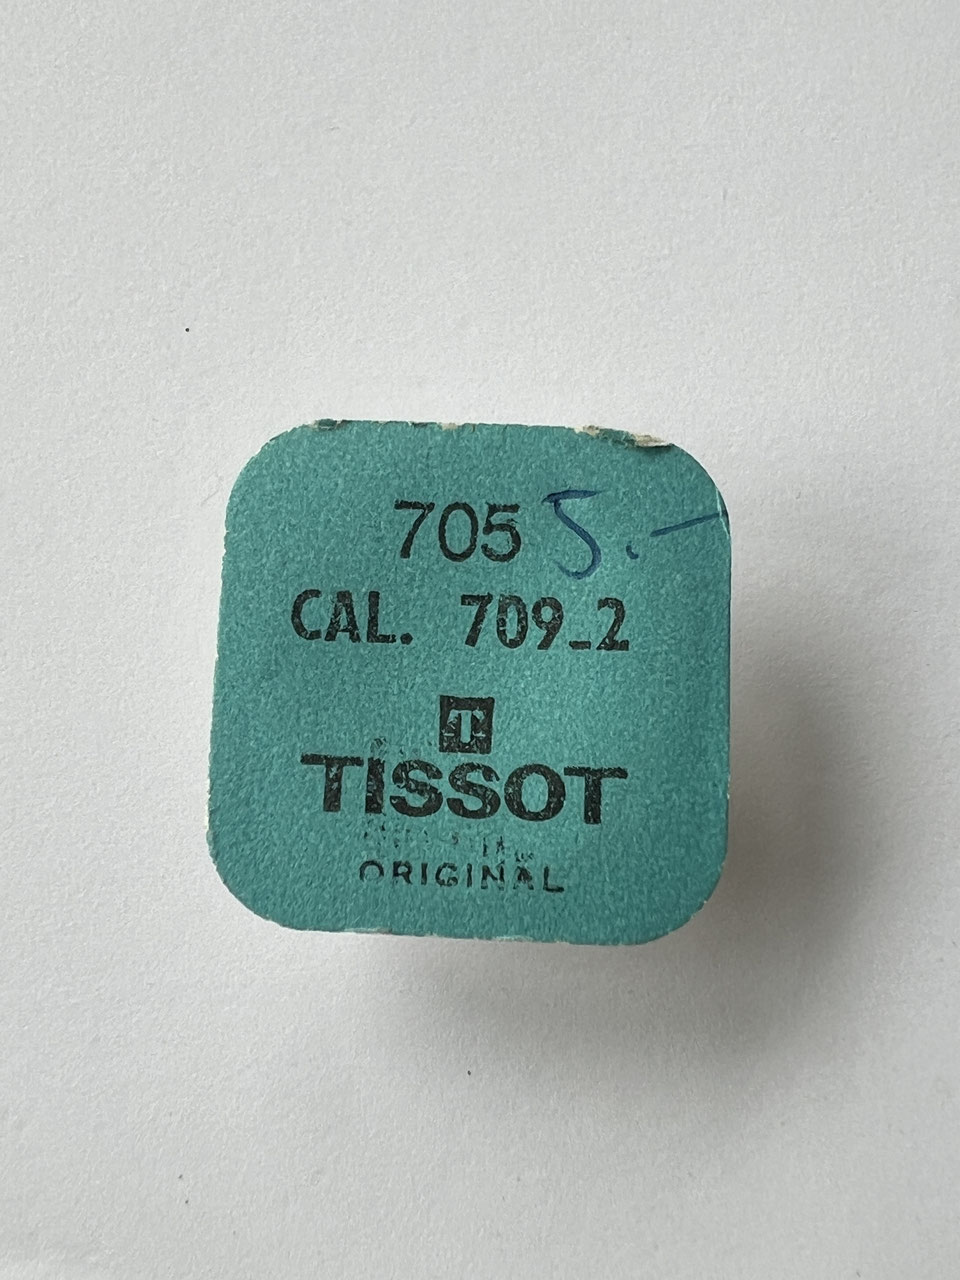 705 5.-
CAL. 709-2
T
TISSOT
ORIGINAL